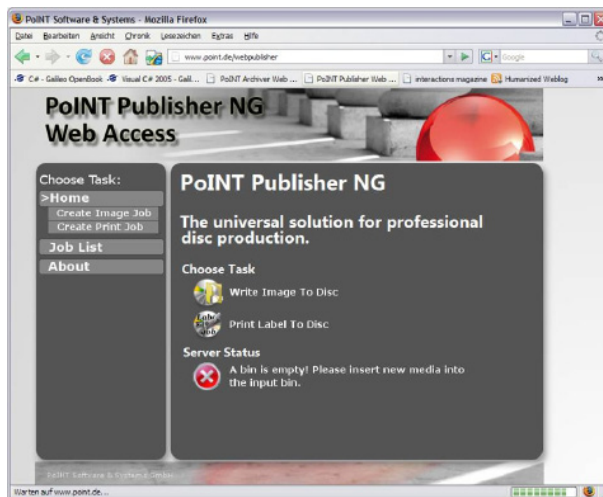 PoINT Software & Systems - Mozilla Firefox
Datei Bearbeiten Ansicht Chronik Lesezeichen Extras Hilfe
www.point.de/webpublisher
Google
C# - Galileo OpenBook Visual C# 2005 - Gali... PoINT Archiver Web ... PoINT Publisher Web ... interactions magazine Humanized Weblog
PoINT Publisher NG
Web Access
Choose Task:
>Home
Create Image Job
Create Print Job
Job List
About
PoINT Publisher NG
The universal solution for professional
disc production.
Choose Task
Write Image To Disc
Print Label To Disc
Server Status
A bin is empty! Please insert new media into
the input bin.
PoINT Software & Systems GmbH
Warten auf www.point.de...